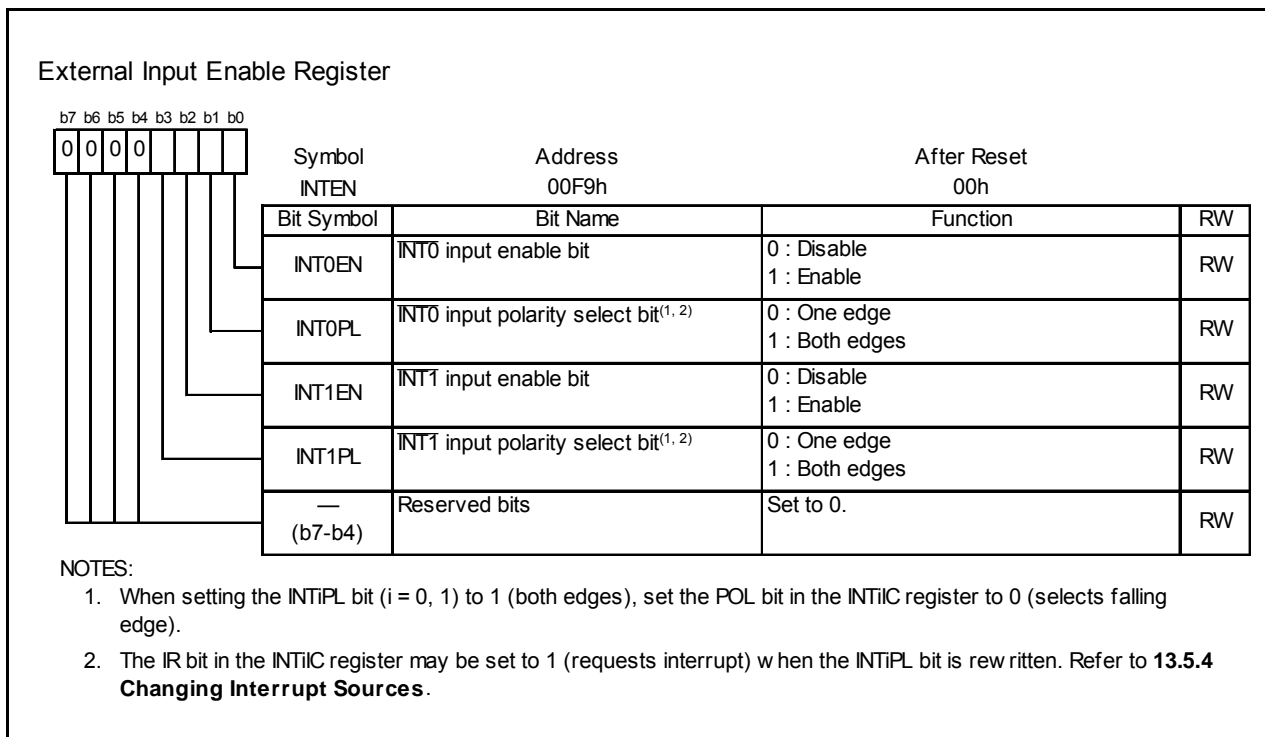 External Input Enable Register
b7 b6 b5 b4 b3 b2 b1 b0
0 0 0 0
Symbol Address After Reset
INTEN 00F9h 00h
Bit Symbol Bit Name Function RW
INT0EN INT0 input enable bit 0 : Disable RW
1 : Enable
INT0PL INT0 input polarity select bit(1, 2) 0 : One edge RW
1 : Both edges
INT1EN INT1 input enable bit 0 : Disable RW
1 : Enable
INT1PL INT1 input polarity select bit(1, 2) 0 : One edge RW
1 : Both edges
— Reserved bits Set to 0. RW
(b7-b4)
NOTES:
1. When setting the INTiPL bit (i = 0, 1) to 1 (both edges), set the POL bit in the INTiIC register to 0 (selects falling
edge).
2. The IR bit in the INTiIC register may be set to 1 (requests interrupt) when the INTiPL bit is rewritten. Refer to 13.5.4
Changing Interrupt Sources.